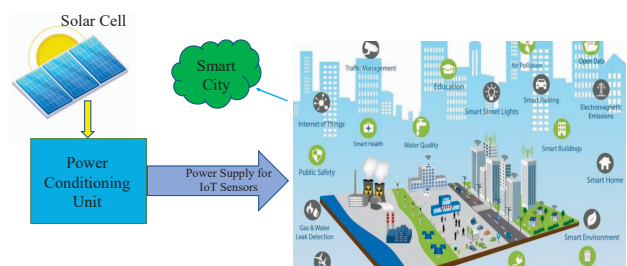 Solar Cell
Smart
City
Power
Conditioning
Unit
Power Supply for
IoT Sensors
Traffic Management
Education
Air Pollution
Open Data
Internet of Things
Smart Street Lights
Smart Parking
Electromagnetic
Emissions
Smart Health
Water Quality
Smart Buildings
Public Safety
Smart Home
Gas & Water
Leak Detection
Smart Environment